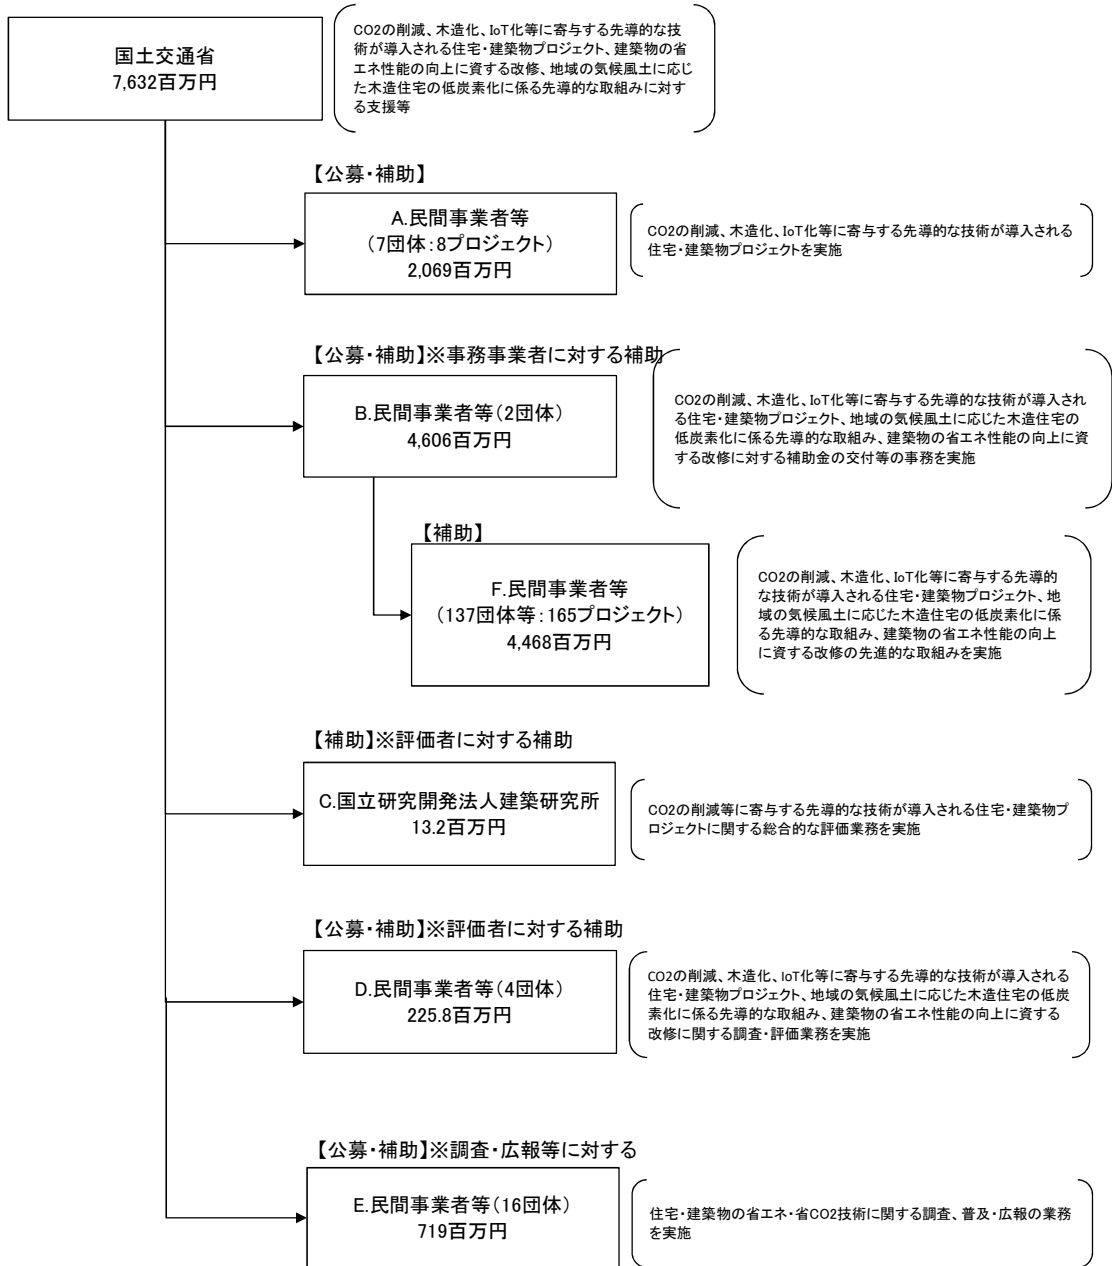 国土交通省
7,632百万円
CO2の削減、木造化、IoT化等に寄与する先導的な技
術が導入される住宅・建築物プロジェクト、建築物の省
エネ性能の向上に資する改修、地域の気候風土に応じ
た木造住宅の低炭素化に係る先導的な取組みに対す
る支援等
【公募・補助】
A.民間事業者等
（7団体：8プロジェクト）
2,069百万円
CO2の削減、木造化、IoT化等に寄与する先導的な技術が導入される
住宅・建築物プロジェクトを実施
【公募・補助】※事務事業者に対する補助
B.民間事業者等（2団体）
4,606百万円
CO2の削減、木造化、IoT化等に寄与する先導的な技術が導入され
る住宅・建築物プロジェクト、地域の気候風土に応じた木造住宅の
低炭素化に係る先導的な取組み、建築物の省エネ性能の向上に資
する改修に対する補助金の交付等の事務を実施
【補助】
F.民間事業者等
（137団体等：165プロジェクト）
4,468百万円
CO2の削減、木造化、IoT化等に寄与する先導的
な技術が導入される住宅・建築物プロジェクト、地
域の気候風土に応じた木造住宅の低炭素化に係
る先導的な取組み、建築物の省エネ性能の向上
に資する改修の先進的な取組みを実施
【補助】※評価者に対する補助
C.国立研究開発法人建築研究所
13.2百万円
CO2の削減等に寄与する先導的な技術が導入される住宅・建築物プ
ロジェクトに関する総合的な評価業務を実施
【公募・補助】※評価者に対する補助
D.民間事業者等（4団体）
225.8百万円
CO2の削減、木造化、IoT化等に寄与する先導的な技術が導入される
住宅・建築物プロジェクト、地域の気候風土に応じた木造住宅の低炭
素化に係る先導的な取組み、建築物の省エネ性能の向上に資する
改修に関する調査・評価業務を実施
【公募・補助】※調査・広報等に対する
E.民間事業者等（16団体）
719百万円
住宅・建築物の省エネ・省CO2技術に関する調査、普及・広報の業務
を実施